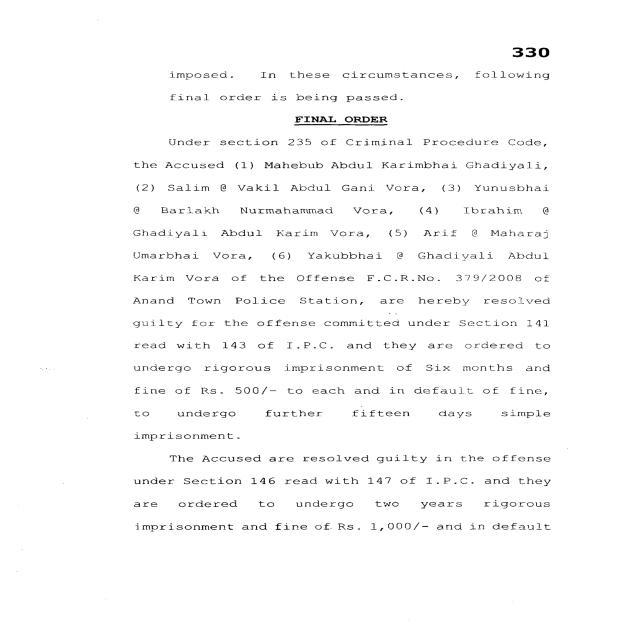 330
imposed. In these circumstances, following
final order is being passed.
FINAL ORDER
Under section 235 of Criminal Procedure Code,
the Accused (1) Mahebub Abdul Karimbhai Ghadiyali,
(2) Salim @ Vakil Abdul Gani Vora, (3) Yunusbhai
@ Barlakh Nurmahammad Vora, (4) Ibrahim @
Ghadiyali Abdul Karim Vora, (5) Arif @ Maharaj
Umarbhai Vora, (6) Yakubbhai @ Ghadiyali Abdul
Karim Vora of the Offense F.C.R.No. 379/2008 of
Anand Town Police Station, are hereby resolved
guilty for the offense committed under Section 141
read with 143 of I.P.C. and they are ordered to
undergo rigorous imprisonment of Six months and
fine of Rs. 500/- to each and in default of fine,
to undergo further fifteen days simple
imprisonment.
The Accused are resolved guilty in the offense
under Section 146 read with 147 of I.P.C. and they
are ordered to undergo two years rigorous
imprisonment and fine of Rs. 1,000/- and in default